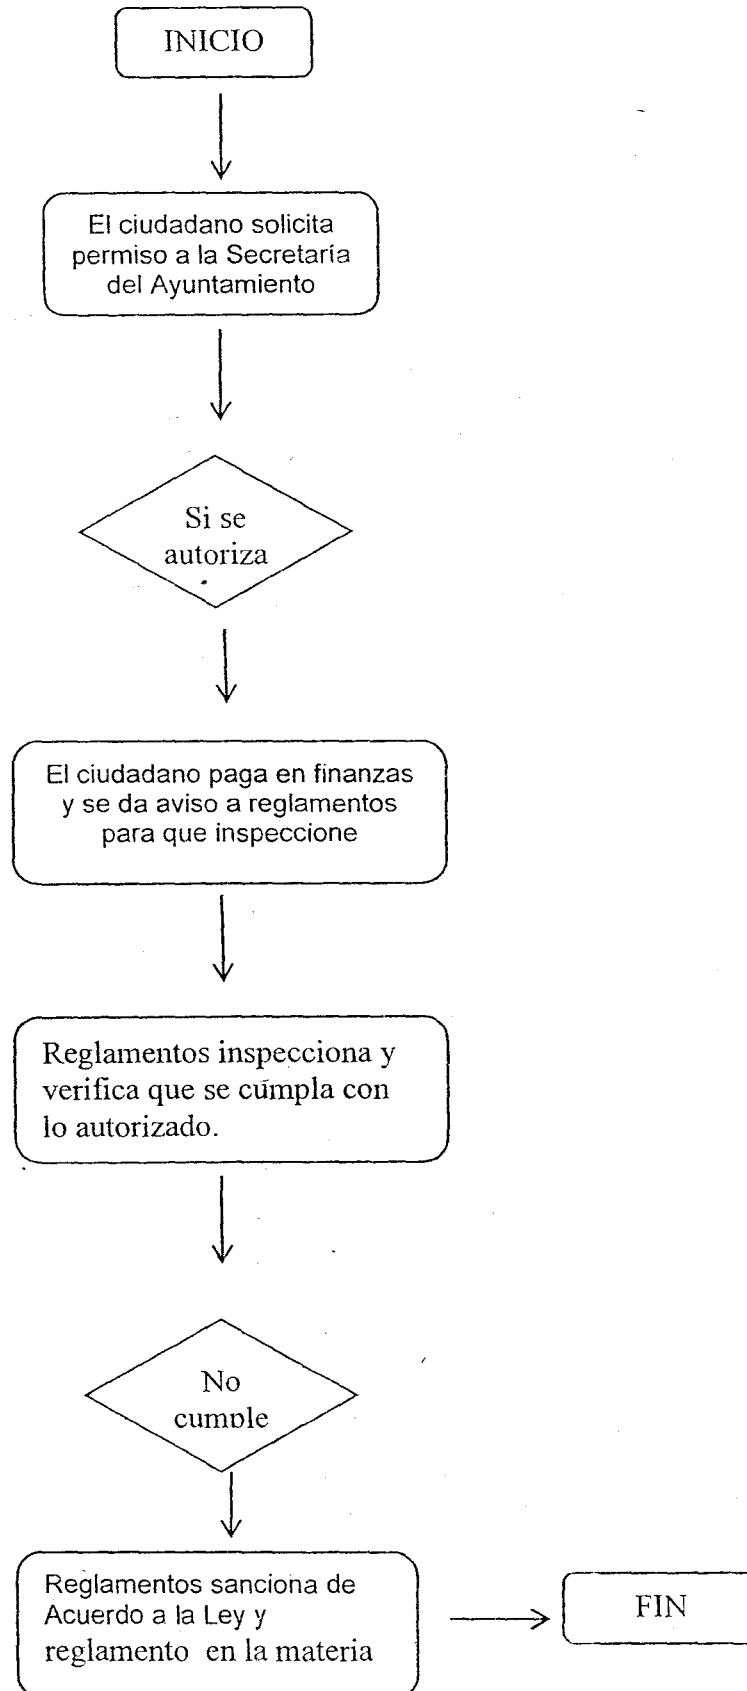 INICIO
El ciudadano solicita
permiso a la Secretaría
del Ayuntamiento
Si se
autoriza
El ciudadano paga en finanzas
y se da aviso a reglamentos
para que inspeccione
Reglamentos inspecciona y
verifica que se cumpla con
lo autorizado.
No
cumple
Reglamentos sanciona de
Acuerdo a la Ley y
reglamento en la materia
FIN